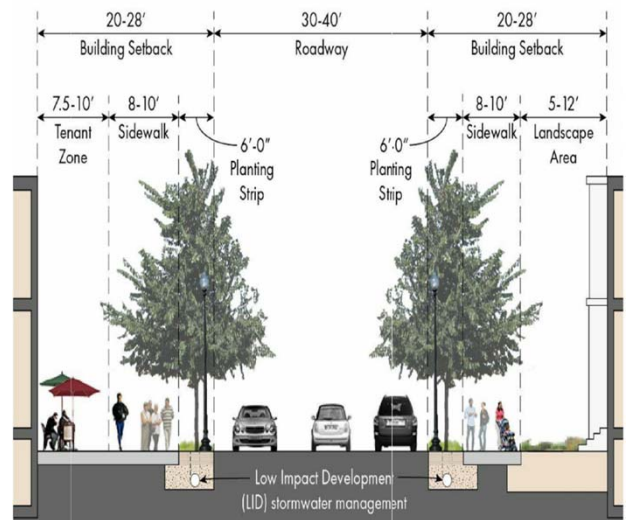 20-28'
Building Setback
30-40'
Roadway
20-28'
Building Setback
7.5-10'
Tenant
Zone
8-10'
Sidewalk
6'-0"
Planting
Strip
6'-0"
Planting
Strip
8-10'
Sidewalk
5-12'
Landscape
Area
Low Impact Development
(LID) stormwater management